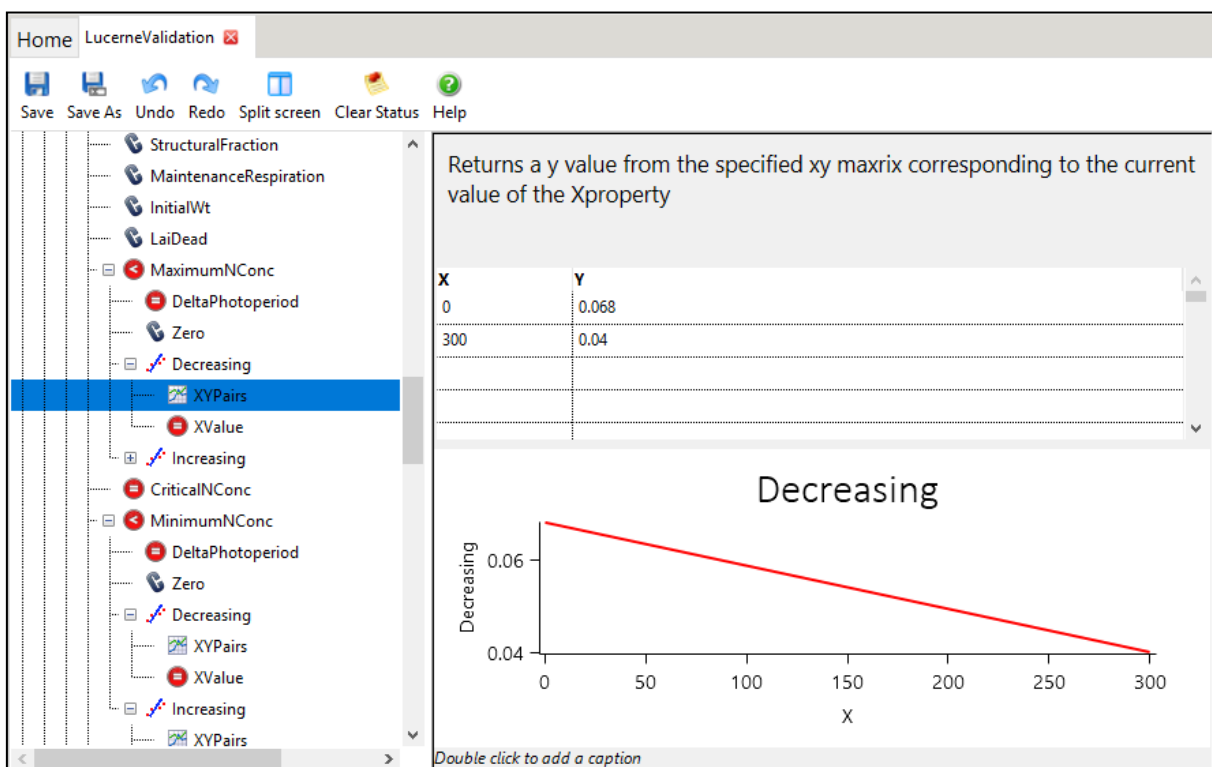 Home LucerneValidation
Save Save As Undo Redo Split screen Clear Status Help
StructuralFraction
MaintenanceRespiration
InitialWt
LaiDead
MaximumNConc
DeltaPhotoperiod
Zero
Decreasing
XYPairs
XValue
Increasing
CriticalNConc
MinimumNConc
DeltaPhotoperiod
Zero
Decreasing
XYPairs
XValue
Increasing
XYPairs
Returns a y value from the specified xy maxrix corresponding to the current
value of the Xproperty
X Y
0 0.068
300 0.04
Decreasing
Decreasing
0.06
0.04
0 50 100 150 200 250 300
X
Double click to add a caption